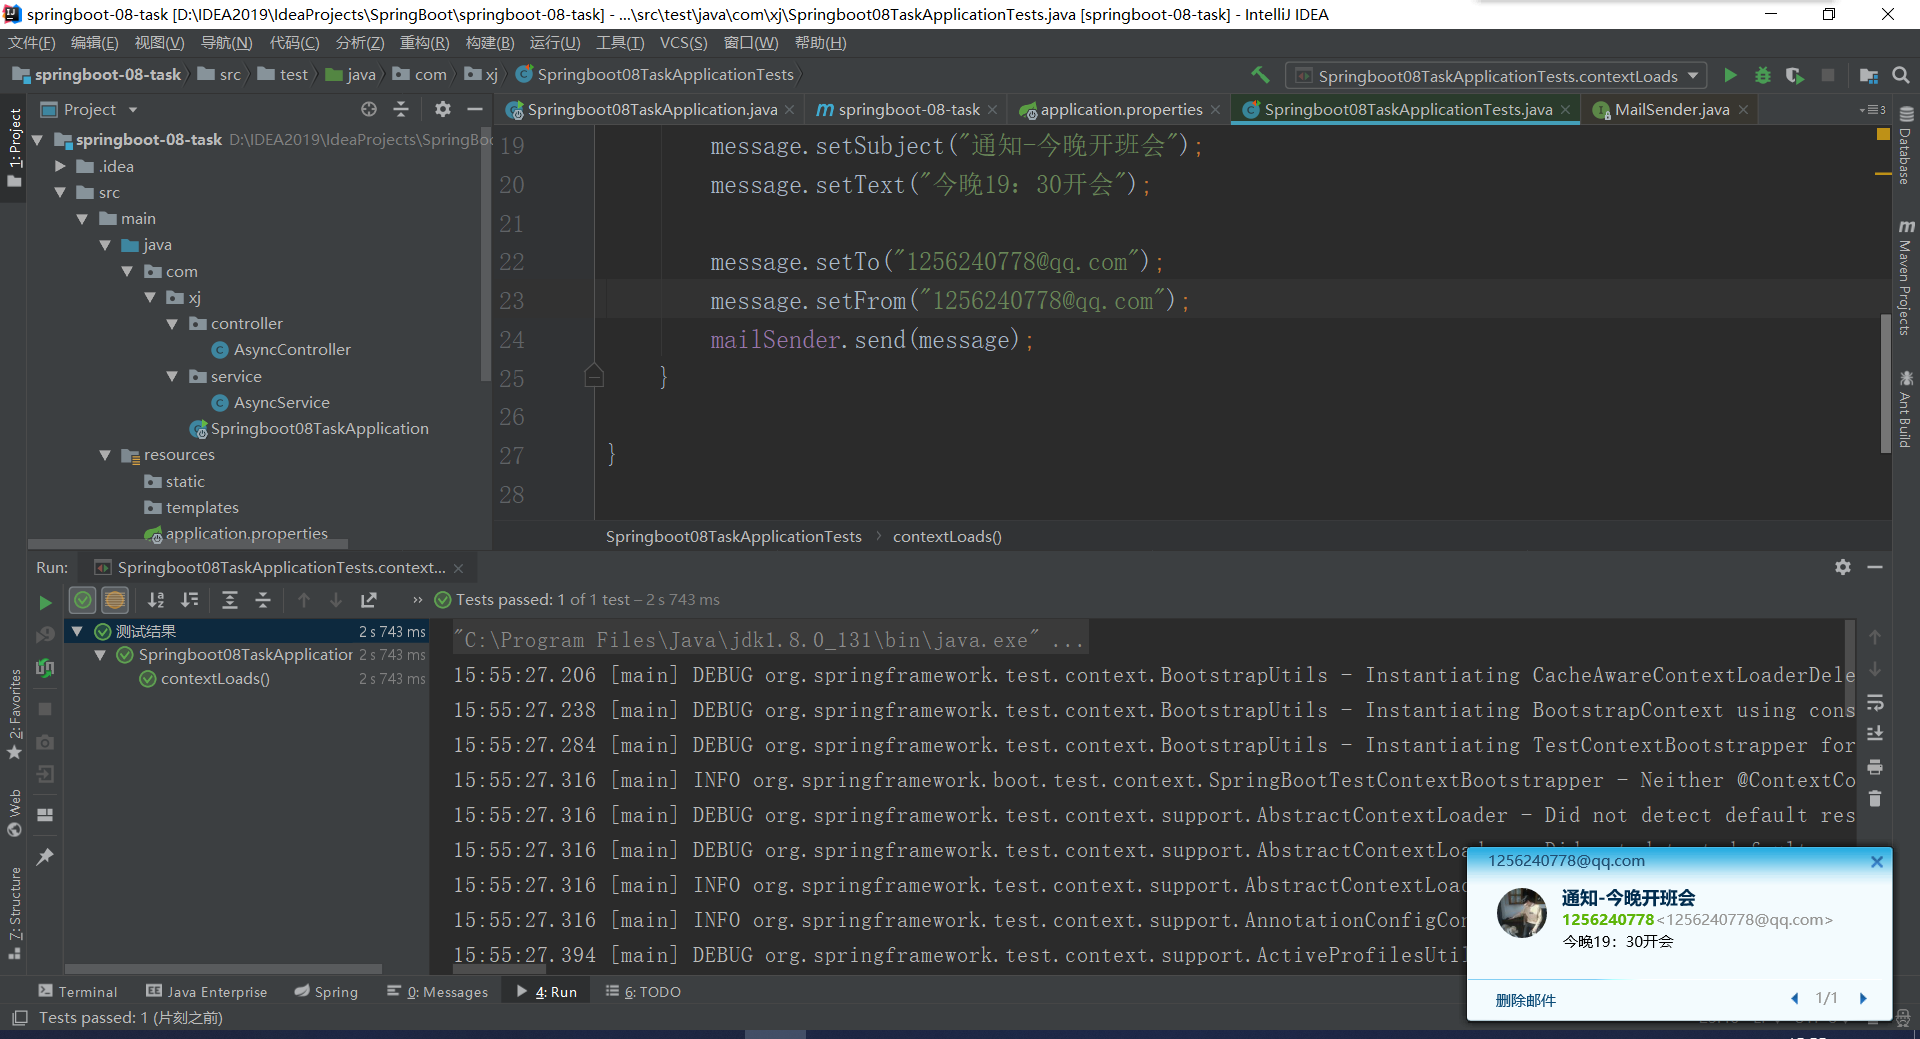 springboot-08-task [D:\IDEA2019\IdeaProjects\SpringBoot\springboot-08-task] - ...\src\test\java\com\xj\Springboot08TaskApplicationTests.java [springboot-08-task] - IntelliJ IDEA
文件(F) 编辑(E) 视图(V) 导航(N) 代码(C) 分析(Z) 重构(R) 构建(B) 运行(U) 工具(T) VCS(S) 窗口(W) 帮助(H)
springboot-08-task src test java com xj Springboot08TaskApplicationTests Springboot08TaskApplicationTests.contextLoads
Project Springboot08TaskApplication.java springboot-08-task application.properties Springboot08TaskApplicationTests.java MailSender.java 3
1: Project
springboot-08-task D:\IDEA2019\IdeaProjects\SpringBoo
.idea
src
main
java
com
xj
controller
AsyncController
service
AsyncService
Springboot08TaskApplication
resources
static
templates
application.properties
19 message.setSubject("通知-今晚开班会");
20 message.setText("今晚19：30开会");
21
22 message.setTo("1256240778@qq.com");
23 message.setFrom("1256240778@qq.com");
24 mailSender.send(message);
25 }
26
27 }
28
Springboot08TaskApplicationTests contextLoads()
Database
Maven Projects
Ant Build
Run: Springboot08TaskApplicationTests.context...
Tests passed: 1 of 1 test – 2 s 743 ms
测试结果 2 s 743 ms
Springboot08TaskApplication 2 s 743 ms
contextLoads() 2 s 743 ms
"C:\Program Files\Java\jdk1.8.0_131\bin\java.exe" ...
15:55:27.206 [main] DEBUG org.springframework.test.context.BootstrapUtils - Instantiating CacheAwareContextLoaderDele
15:55:27.238 [main] DEBUG org.springframework.test.context.BootstrapUtils - Instantiating BootstrapContext using cons
15:55:27.284 [main] DEBUG org.springframework.test.context.BootstrapUtils - Instantiating TestContextBootstrapper for
15:55:27.316 [main] INFO org.springframework.boot.test.context.SpringBootTestContextBootstrapper - Neither @ContextCo
15:55:27.316 [main] DEBUG org.springframework.test.context.support.AbstractContextLoader - Did not detect default res
15:55:27.316 [main] DEBUG org.springframework.test.context.support.AbstractContextLoa
15:55:27.316 [main] INFO org.springframework.test.context.support.AbstractContextLoad
15:55:27.316 [main] INFO org.springframework.test.context.support.AnnotationConfigCon
15:55:27.394 [main] DEBUG org.springframework.test.context.support.ActiveProfilesUtil
2: Favorites
Web
7: Structure
1256240778@qq.com
通知-今晚开班会
1256240778<1256240778@qq.com>
今晚19：30开会
删除邮件 1/1
Terminal Java Enterprise Spring 0: Messages 4: Run 6: TODO
Tests passed: 1 (片刻之前)